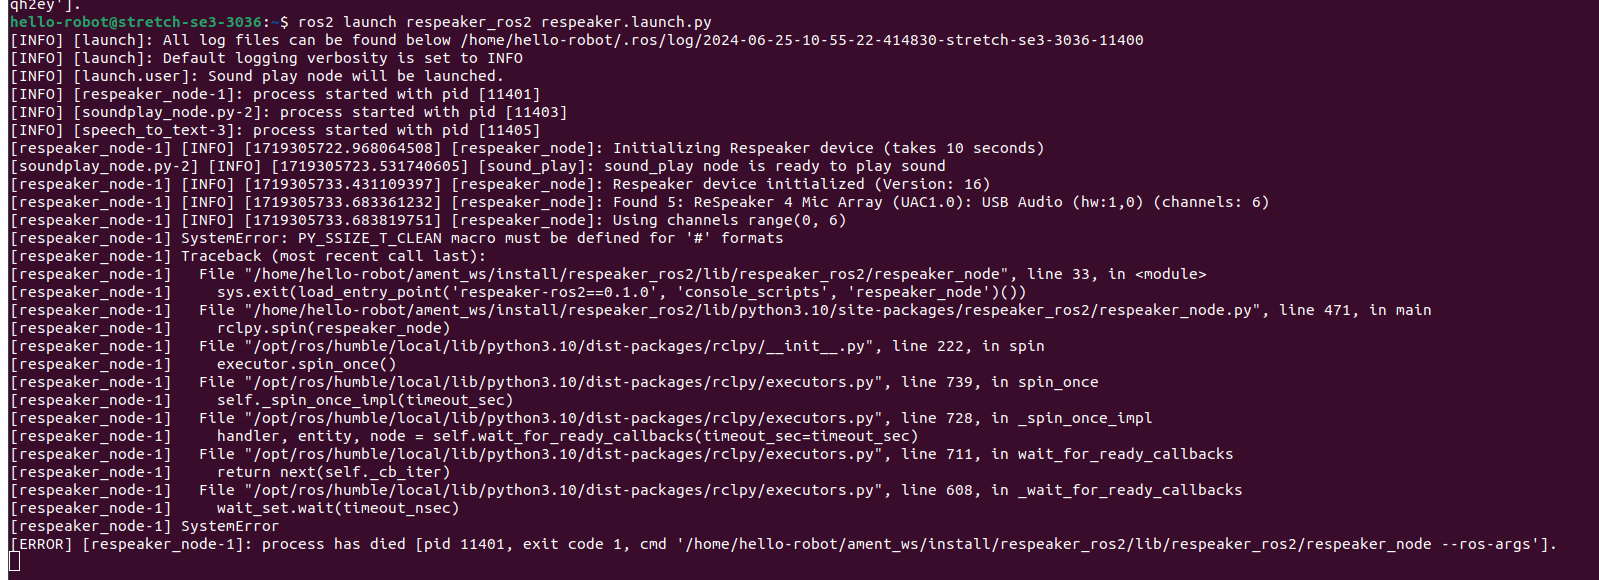 qh2ey'].
hello-robot@stretch-se3-3036:~$ ros2 launch respeaker_ros2 respeaker.launch.py
[INFO] [launch]: All log files can be found below /home/hello-robot/.ros/log/2024-06-25-10-55-22-414830-stretch-se3-3036-11400
[INFO] [launch]: Default logging verbosity is set to INFO
[INFO] [launch.user]: Sound play node will be launched.
[INFO] [respeaker_node-1]: process started with pid [11401]
[INFO] [soundplay_node.py-2]: process started with pid [11403]
[INFO] [speech_to_text-3]: process started with pid [11405]
[respeaker_node-1] [INFO] [1719305722.968064508] [respeaker_node]: Initializing Respeaker device (takes 10 seconds)
[soundplay_node.py-2] [INFO] [1719305723.531740605] [sound_play]: sound_play node is ready to play sound
[respeaker_node-1] [INFO] [1719305733.431109397] [respeaker_node]: Respeaker device initialized (Version: 16)
[respeaker_node-1] [INFO] [1719305733.683361232] [respeaker_node]: Found 5: ReSpeaker 4 Mic Array (UAC1.0): USB Audio (hw:1,0) (channels: 6)
[respeaker_node-1] [INFO] [1719305733.683819751] [respeaker_node]: Using channels range(0, 6)
[respeaker_node-1] SystemError: PY_SSIZE_T_CLEAN macro must be defined for '#' formats
[respeaker_node-1] Traceback (most recent call last):
[respeaker_node-1]   File "/home/hello-robot/ament_ws/install/respeaker_ros2/lib/respeaker_ros2/respeaker_node", line 33, in <module>
[respeaker_node-1]     sys.exit(load_entry_point('respeaker-ros2==0.1.0', 'console_scripts', 'respeaker_node')())
[respeaker_node-1]   File "/home/hello-robot/ament_ws/install/respeaker_ros2/lib/python3.10/site-packages/respeaker_ros2/respeaker_node.py", line 471, in main
[respeaker_node-1]     rclpy.spin(respeaker_node)
[respeaker_node-1]   File "/opt/ros/humble/local/lib/python3.10/dist-packages/rclpy/__init__.py", line 222, in spin
[respeaker_node-1]     executor.spin_once()
[respeaker_node-1]   File "/opt/ros/humble/local/lib/python3.10/dist-packages/rclpy/executors.py", line 739, in spin_once
[respeaker_node-1]     self._spin_once_impl(timeout_sec)
[respeaker_node-1]   File "/opt/ros/humble/local/lib/python3.10/dist-packages/rclpy/executors.py", line 728, in _spin_once_impl
[respeaker_node-1]     handler, entity, node = self.wait_for_ready_callbacks(timeout_sec=timeout_sec)
[respeaker_node-1]   File "/opt/ros/humble/local/lib/python3.10/dist-packages/rclpy/executors.py", line 711, in wait_for_ready_callbacks
[respeaker_node-1]     return next(self._cb_iter)
[respeaker_node-1]   File "/opt/ros/humble/local/lib/python3.10/dist-packages/rclpy/executors.py", line 608, in _wait_for_ready_callbacks
[respeaker_node-1]     wait_set.wait(timeout_nsec)
[respeaker_node-1] SystemError
[ERROR] [respeaker_node-1]: process has died [pid 11401, exit code 1, cmd '/home/hello-robot/ament_ws/install/respeaker_ros2/lib/respeaker_ros2/respeaker_node --ros-args'].